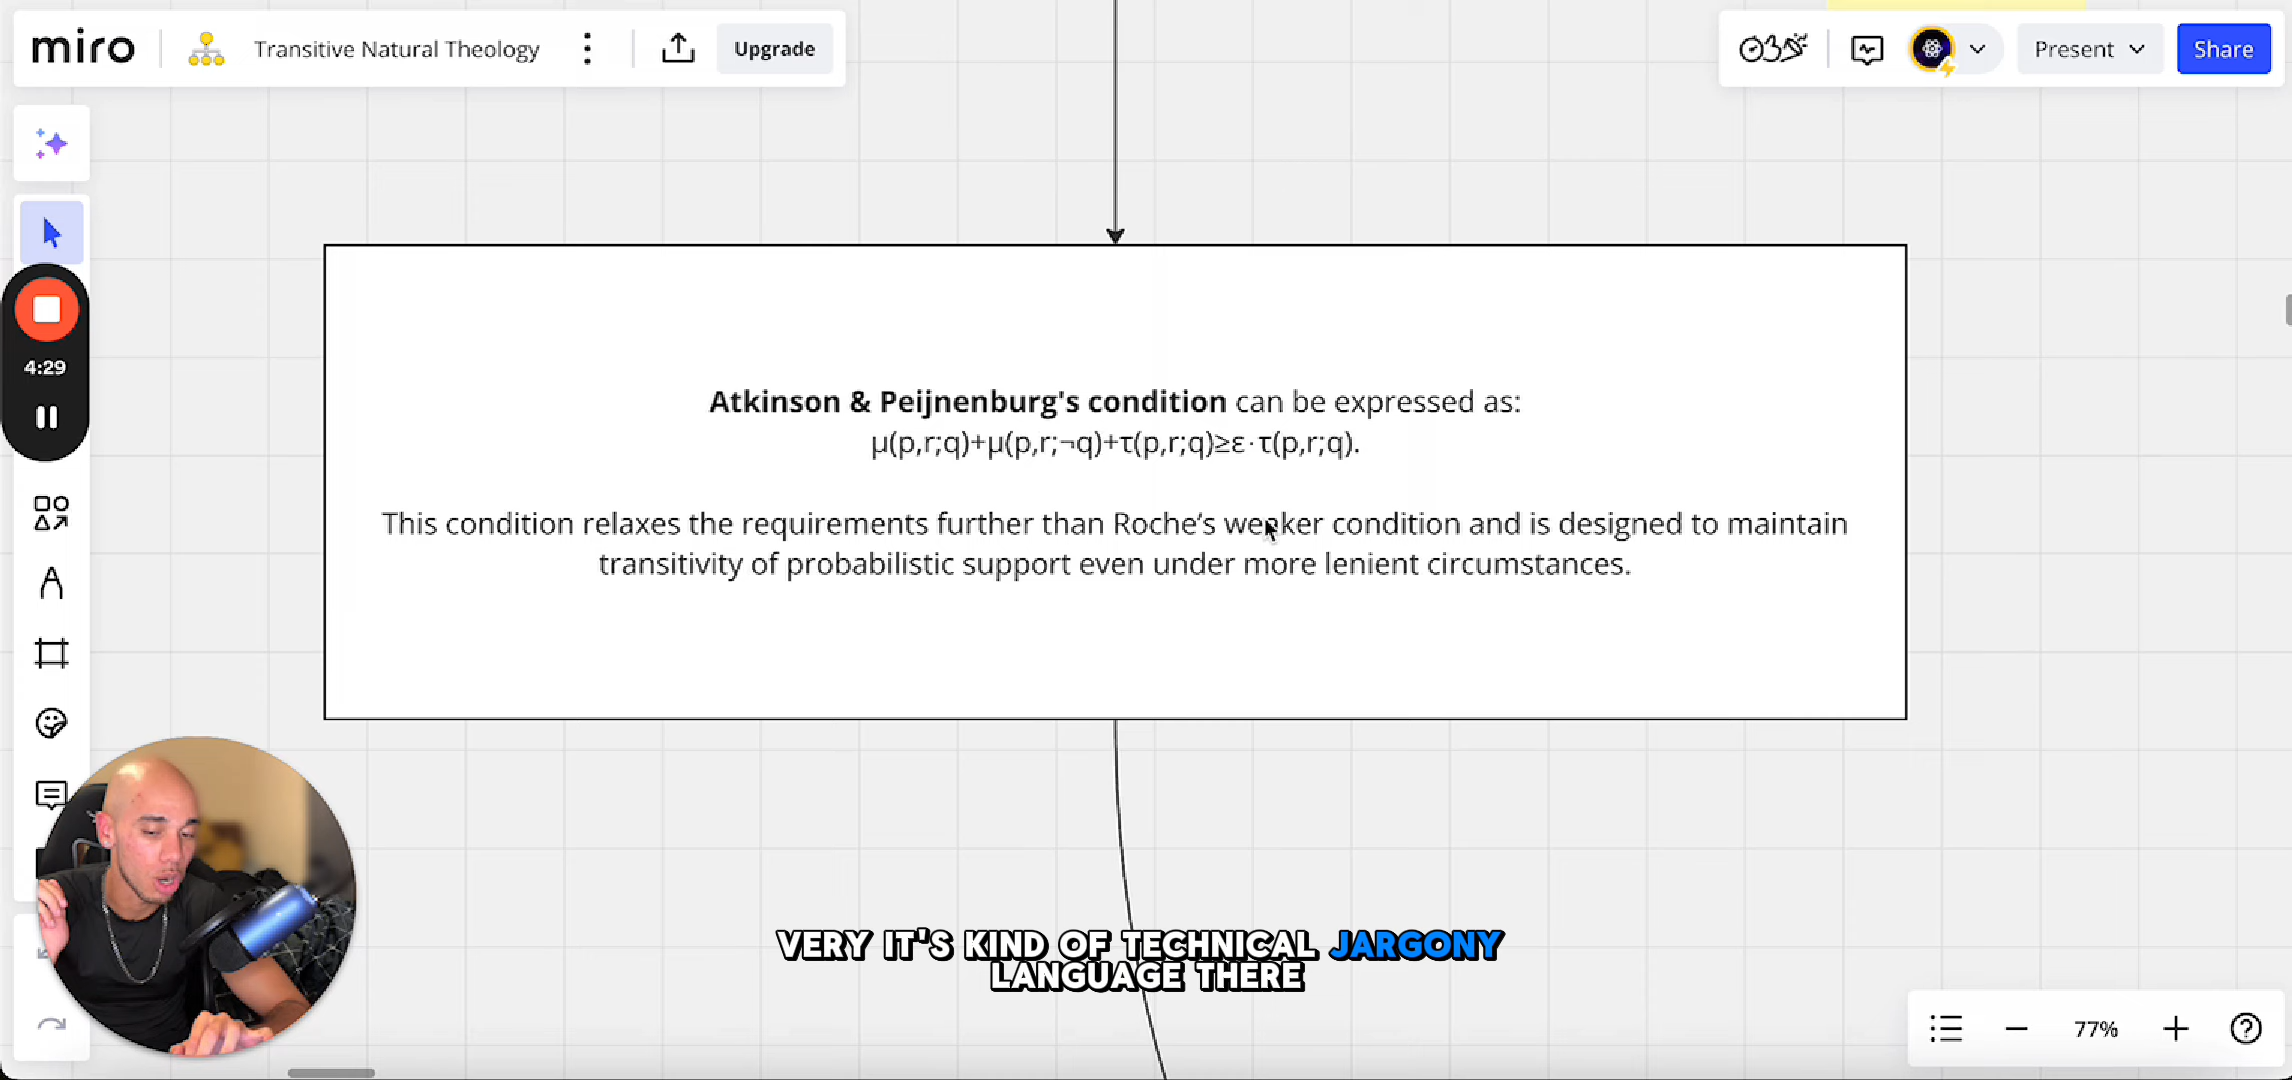 miro
Transitive Natural Theology
Upgrade
Present
Share
4:29
Atkinson & Peijnenburg's condition can be expressed as:
μ(p,r;q)+μ(p,r;¬q)+τ(p,r;q)≥ε⋅τ(p,r;q).
This condition relaxes the requirements further than Roche’s weaker condition and is designed to maintain
transitivity of probabilistic support even under more lenient circumstances.
VERY IT'S KIND OF TECHNICAL JARGONY
LANGUAGE THERE
77%